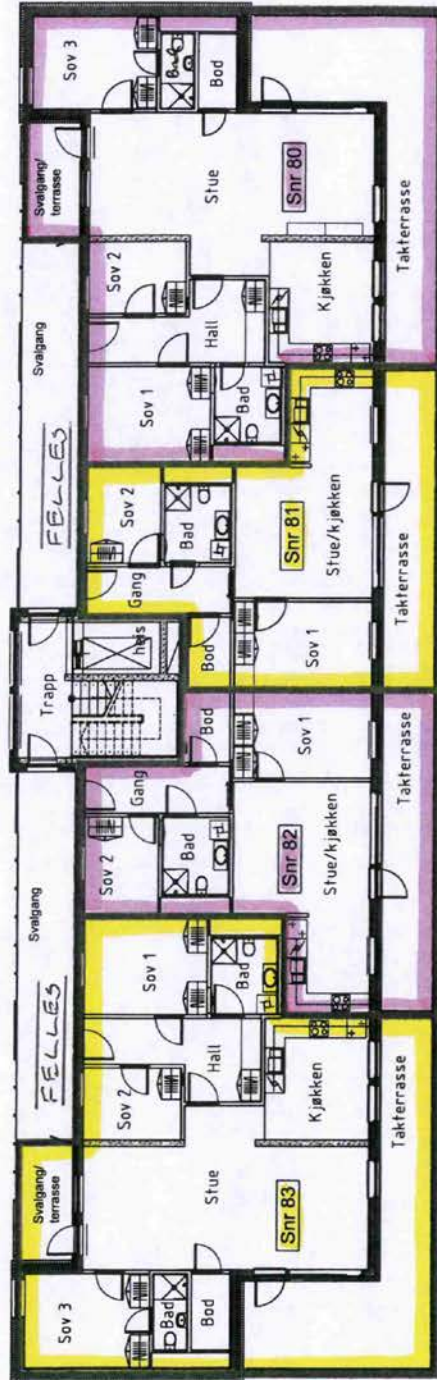 Sov 3
Bad
Bod
Svalgang/
terrasse
Stue
Snr 83
Sov 2
Hall
Kjøkken
Sov 1
Bad
Takterrasse
Svalgang
FELLES
Sov 2
Bad
Gang
Bod
Stue/kjøkken
Snr 82
Sov 1
Takterrasse
Trapp
heis
Gang
Bod
Sov 2
Bad
Sov 1
Snr 81
Stue/kjøkken
Takterrasse
Svalgang
FELLES
Sov 1
Bad
Hall
Sov 2
Kjøkken
Snr 80
Stue
Svalgang/
terrasse
Sov 3
Bad
Bod
Takterrasse